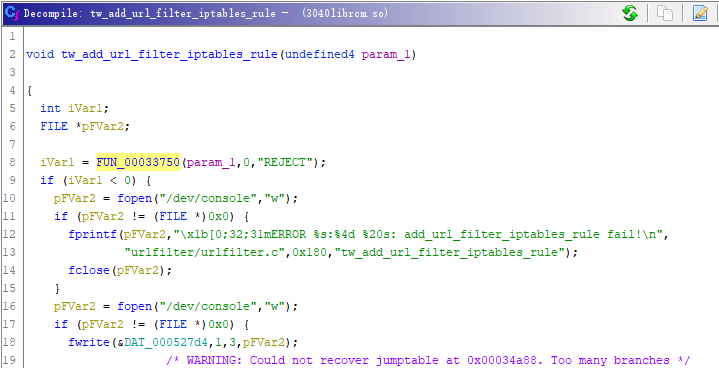 Decompile: tw_add_url_filter_iptables_rule - (3040librcm.so)
1
2 void tw_add_url_filter_iptables_rule(undefined4 param_1)
3
4 {
5 int iVar1;
6 FILE *pFVar2;
7
8 iVar1 = FUN_00033750(param_1,0,"REJECT");
9 if (iVar1 < 0) {
10 pFVar2 = fopen("/dev/console","w");
11 if (pFVar2 != (FILE *)0x0) {
12 fprintf(pFVar2,"\x1b[0;32;31mERROR %s:%4d %20s: add_url_filter_iptables_rule fail!\n",
13 "urlfilter/urlfilter.c",0x180,"tw_add_url_filter_iptables_rule");
14 fclose(pFVar2);
15 }
16 pFVar2 = fopen("/dev/console","w");
17 if (pFVar2 != (FILE *)0x0) {
18 fwrite(&DAT_000527d4,1,3,pFVar2);
19 /* WARNING: Could not recover jumptable at 0x00034a88. Too many branches */